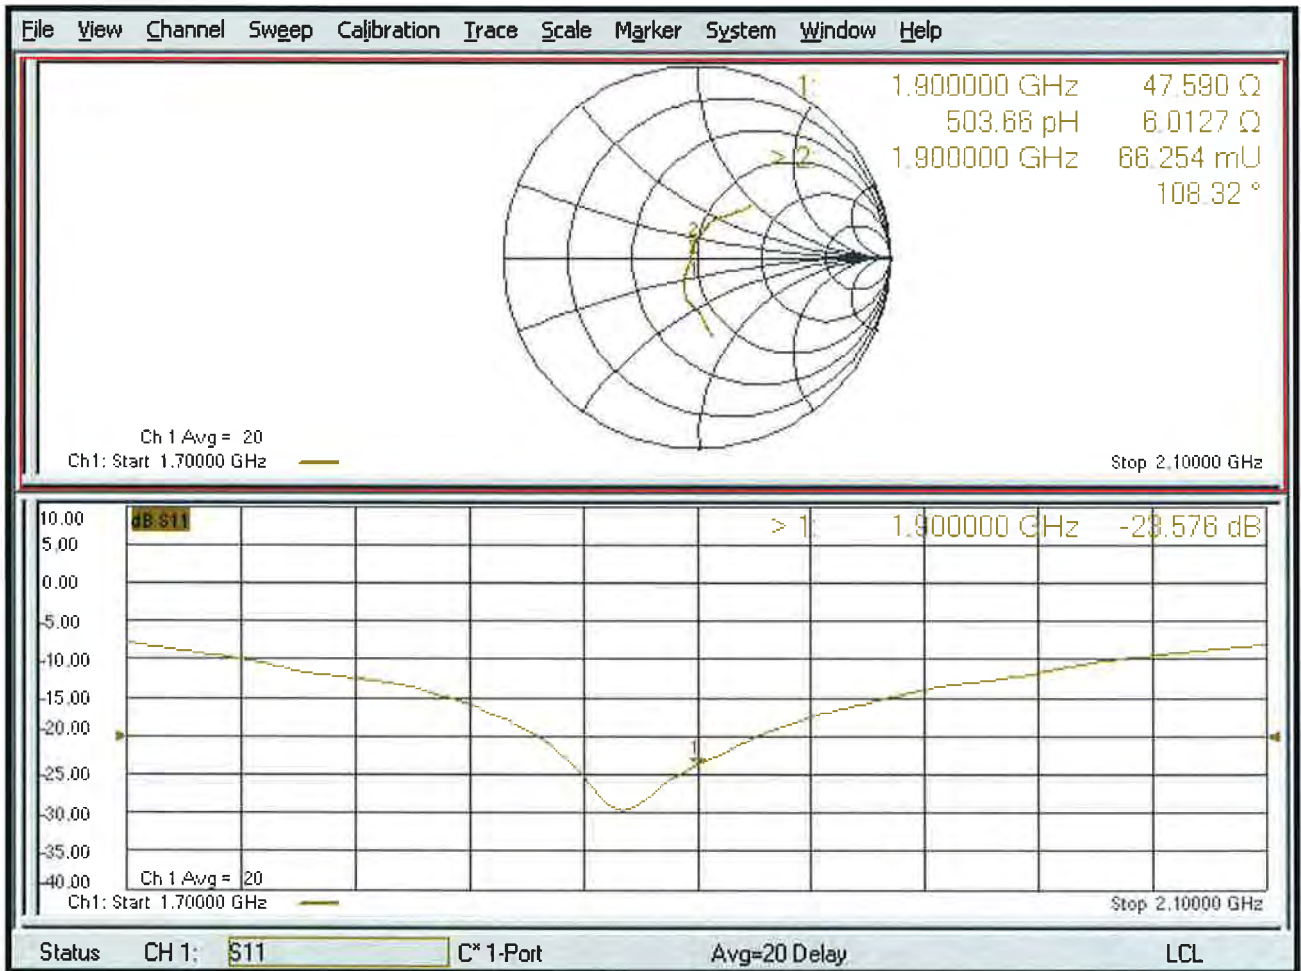 File View Channel Sweep Calibration Trace Scale Marker System Window Help
1: 1.900000 GHz 47.590 Ω
503.66 pH 6.0127 Ω
> 2: 1.900000 GHz 66.254 mU
108.32 °
2
1
Ch 1 Avg = 20
Ch1: Start 1.70000 GHz
Stop 2.10000 GHz
10.00
dB S11
> 1: 1.900000 GHz -23.576 dB
5.00
0.00
-5.00
-10.00
-15.00
-20.00
1
-25.00
-30.00
-35.00
-40.00
Ch 1 Avg = 20
Ch1: Start 1.70000 GHz
Stop 2.10000 GHz
Status CH 1: S11 C* 1-Port Avg=20 Delay LCL